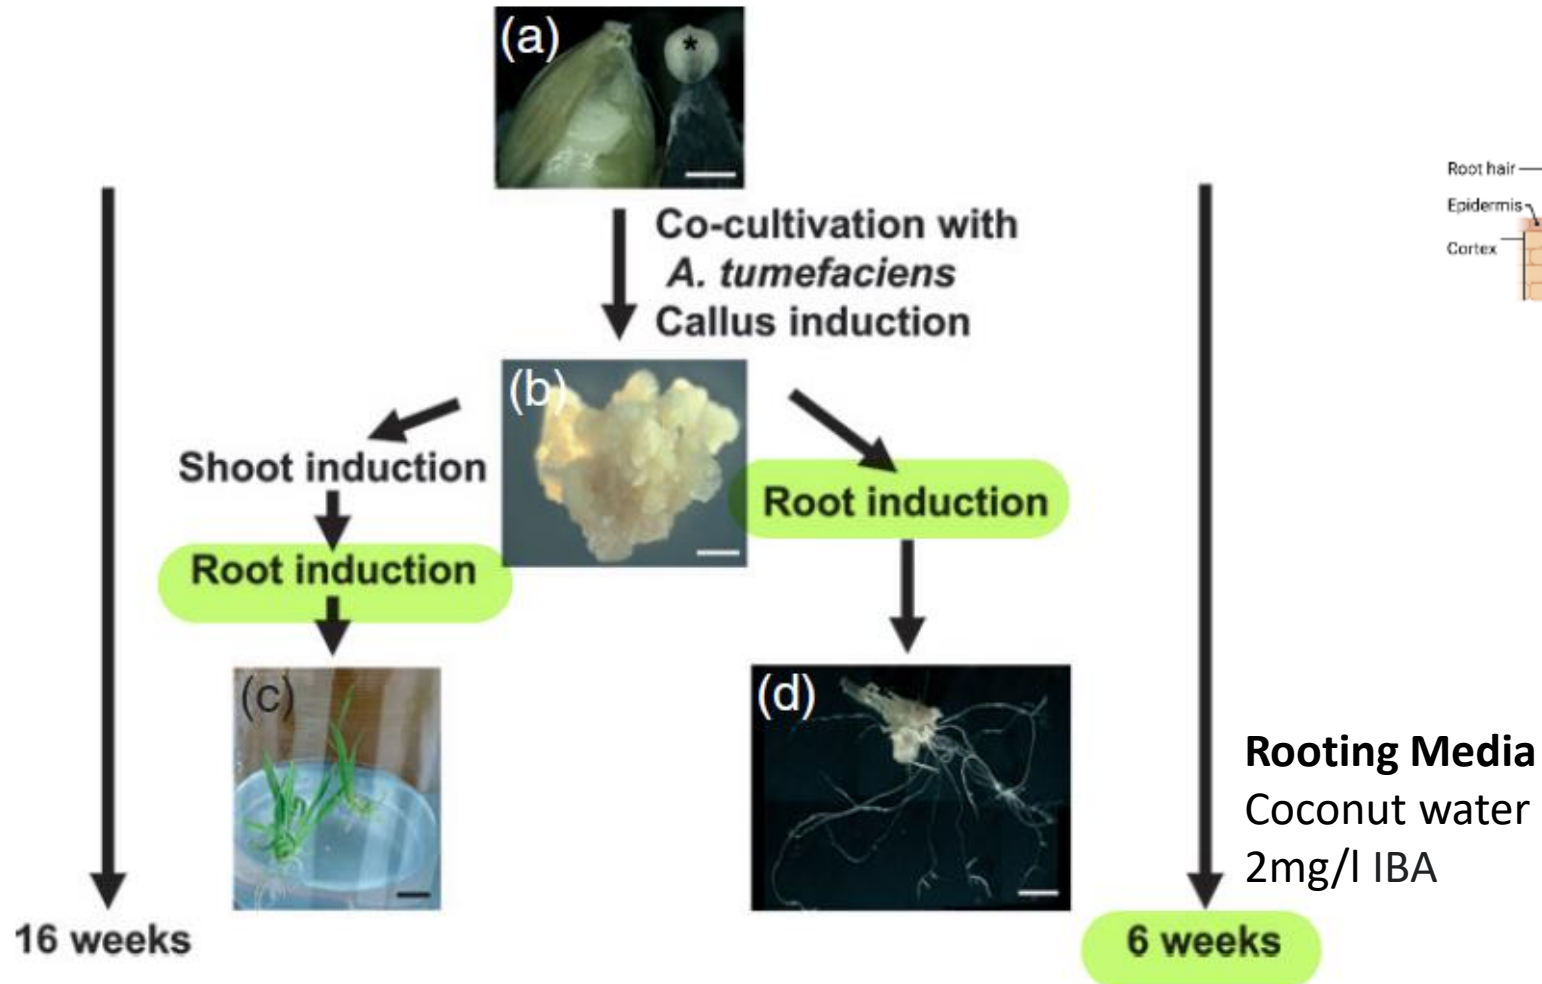 (a)
*
Co-cultivation with
A. tumefaciens
Callus induction
(b)
Shoot induction
Root induction
Root induction
(c)
(d)
16 weeks
6 weeks
Rooting Media
Coconut water
2mg/l IBA
Root hair
Epidermis
Cortex